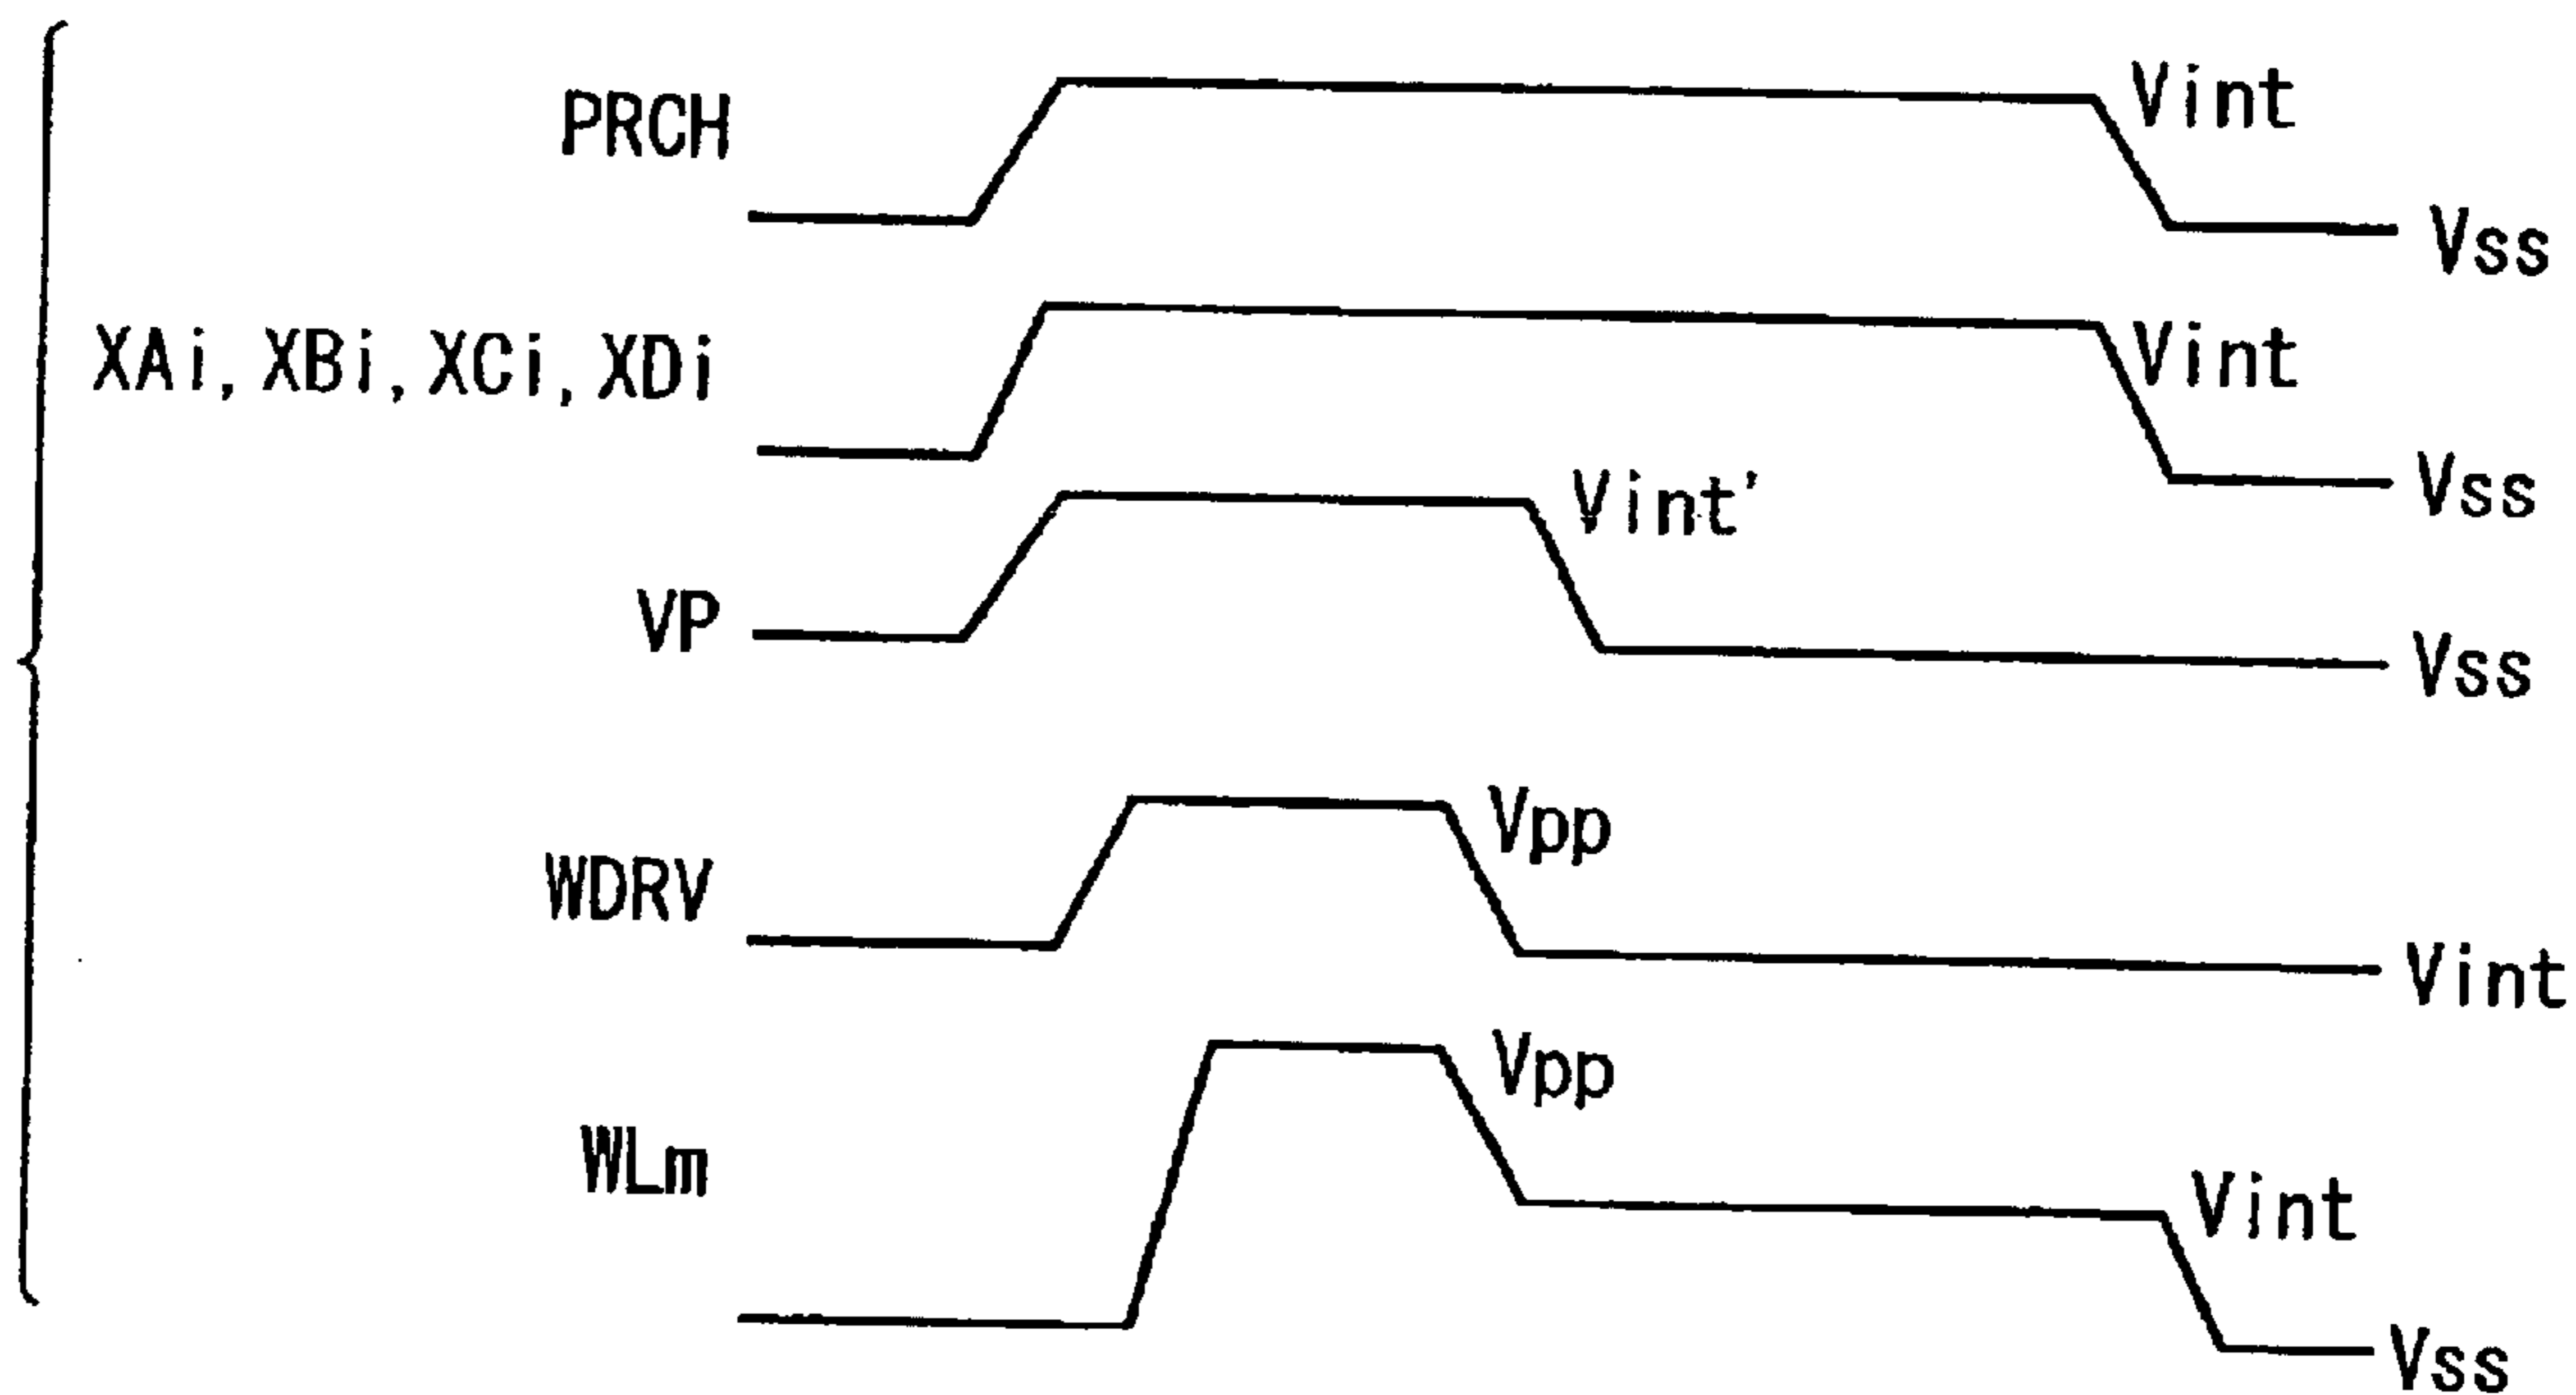 PRCH
Vint
Vss
XAi, XBi, XCi, XDi
Vint
Vss
VP
Vint'
Vss
WDRV
Vpp
Vint
WLm
Vpp
Vint
Vss